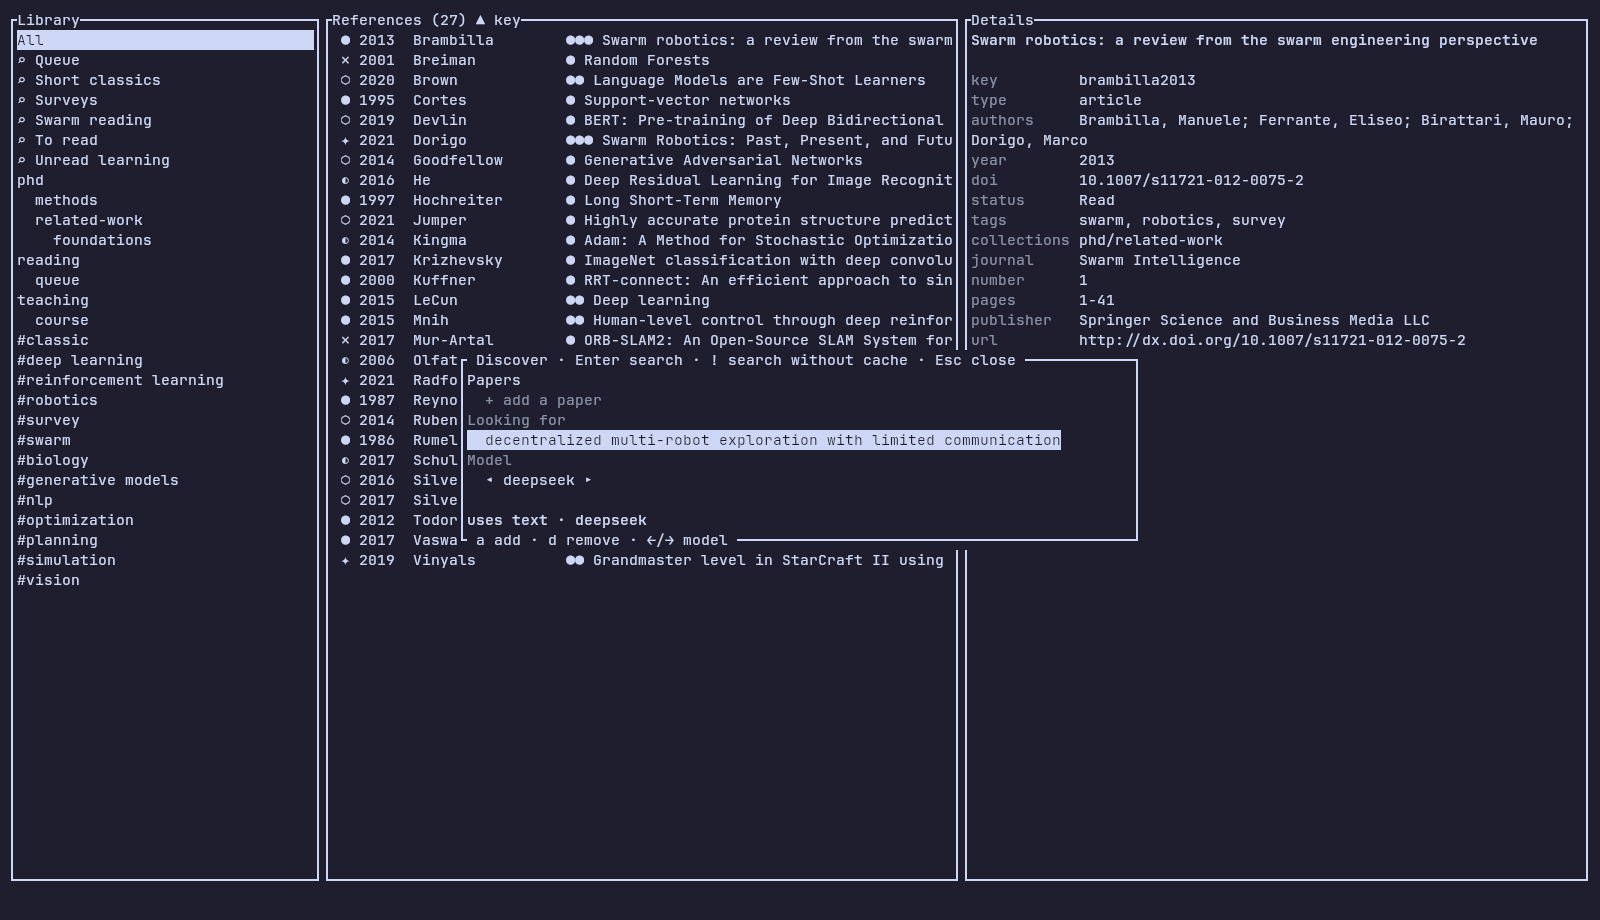 Library
All
⌕ Queue
⌕ Short classics
⌕ Surveys
⌕ Swarm reading
⌕ To read
⌕ Unread learning
phd
methods
related-work
foundations
reading
queue
teaching
course
#classic
#deep learning
#reinforcement learning
#robotics
#survey
#swarm
#biology
#generative models
#nlp
#optimization
#planning
#simulation
#vision
References (27) ▲ key
● 2013 Brambilla ●●● Swarm robotics: a review from the swarm
× 2001 Breiman ● Random Forests
○ 2020 Brown ●● Language Models are Few-Shot Learners
● 1995 Cortes ● Support-vector networks
○ 2019 Devlin ● BERT: Pre-training of Deep Bidirectional
✦ 2021 Dorigo ●●● Swarm Robotics: Past, Present, and Futu
○ 2014 Goodfellow ● Generative Adversarial Networks
◐ 2016 He ● Deep Residual Learning for Image Recognit
● 1997 Hochreiter ● Long Short-Term Memory
○ 2021 Jumper ● Highly accurate protein structure predict
◐ 2014 Kingma ● Adam: A Method for Stochastic Optimizatio
● 2017 Krizhevsky ● ImageNet classification with deep convolu
● 2000 Kuffner ● RRT-connect: An efficient approach to sin
● 2015 LeCun ●● Deep learning
● 2015 Mnih ●● Human-level control through deep reinfor
× 2017 Mur-Artal ● ORB-SLAM2: An Open-Source SLAM System for
◐ 2006 Olfat
✦ 2021 Radfo
● 1987 Reyno
○ 2014 Ruben
● 1986 Rumel
◐ 2017 Schul
○ 2016 Silve
○ 2017 Silve
● 2012 Todor
● 2017 Vaswa
✦ 2019 Vinyals ●● Grandmaster level in StarCraft II using
Discover · Enter search · ! search without cache · Esc close
Papers
+ add a paper
Looking for
decentralized multi-robot exploration with limited communication
Model
◂ deepseek ▸
uses text · deepseek
a add · d remove · ←/→ model
Details
Swarm robotics: a review from the swarm engineering perspective
key brambilla2013
type article
authors Brambilla, Manuele; Ferrante, Eliseo; Birattari, Mauro;
Dorigo, Marco
year 2013
doi 10.1007/s11721-012-0075-2
status Read
tags swarm, robotics, survey
collections phd/related-work
journal Swarm Intelligence
number 1
pages 1-41
publisher Springer Science and Business Media LLC
url http://dx.doi.org/10.1007/s11721-012-0075-2